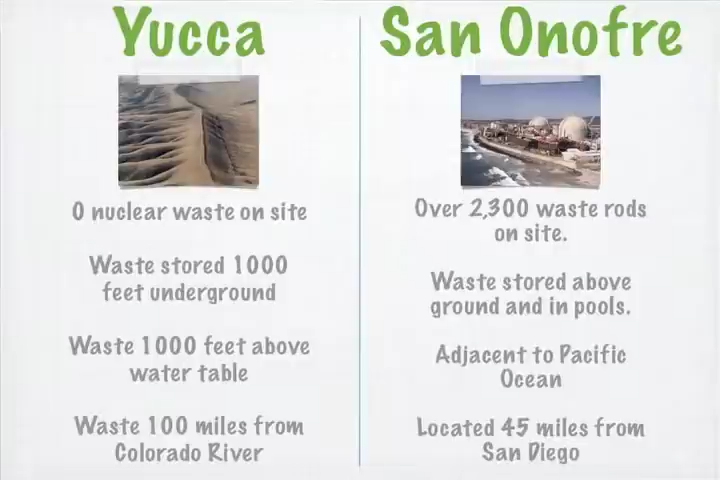 Yucca
0 nuclear waste on site
Waste stored 1000
feet underground
Waste 1000 feet above
water table
Waste 100 miles from
Colorado River
San Onofre
Over 2,300 waste rods
on site.
Waste stored above
ground and in pools.
Adjacent to Pacific
Ocean
Located 45 miles from
San Diego